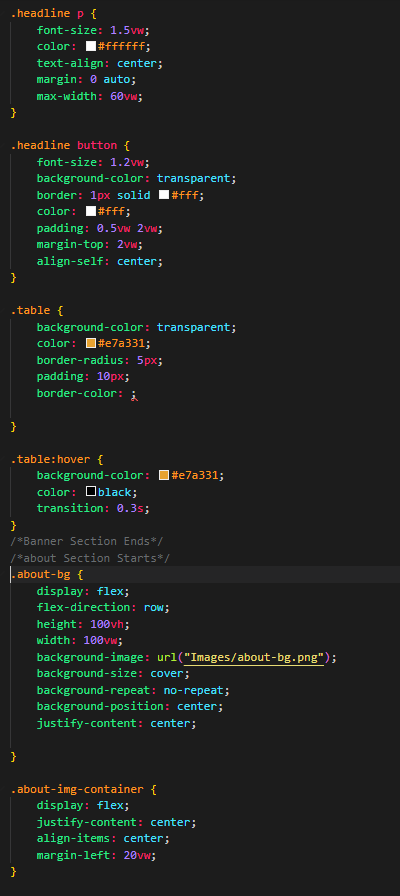 .headline p {
    font-size: 1.5vw;
    color: #ffffff;
    text-align: center;
    margin: 0 auto;
    max-width: 60vw;
}

.headline button {
    font-size: 1.2vw;
    background-color: transparent;
    border: 1px solid #fff;
    color: #fff;
    padding: 0.5vw 2vw;
    margin-top: 2vw;
    align-self: center;
}

.table {
    background-color: transparent;
    color: #e7a331;
    border-radius: 5px;
    padding: 10px;
    border-color: ;

}

.table:hover {
    background-color: #e7a331;
    color: black;
    transition: 0.3s;
}
/*Banner Section Ends*/
/*about Section Starts*/
.about-bg {
    display: flex;
    flex-direction: row;
    height: 100vh;
    width: 100vw;
    background-image: url("Images/about-bg.png");
    background-size: cover;
    background-repeat: no-repeat;
    background-position: center;
    justify-content: center;

}

.about-img-container {
    display: flex;
    justify-content: center;
    align-items: center;
    margin-left: 20vw;
}